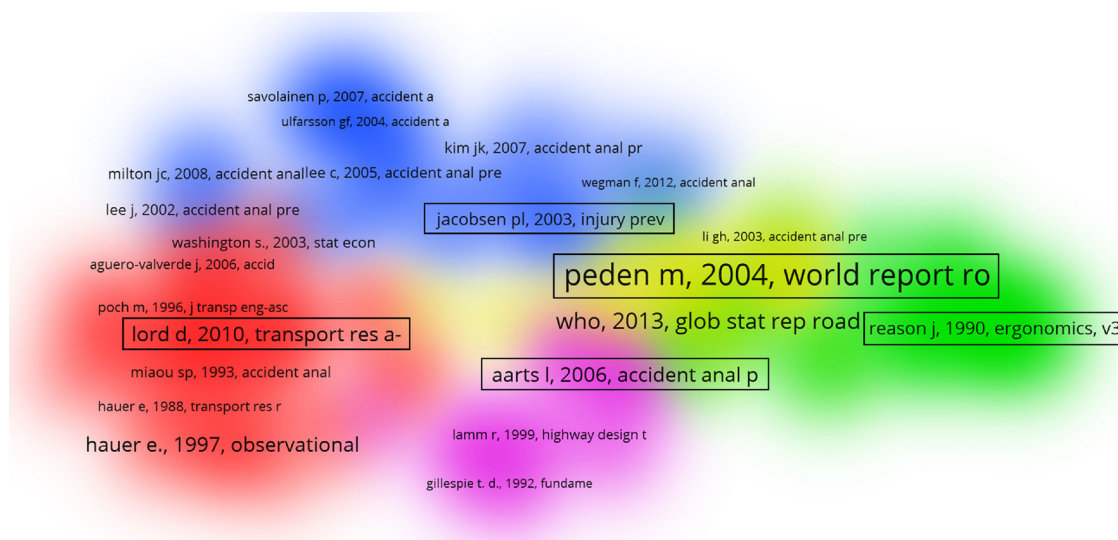 savolainen p, 2007, accident a
ulfarsson gf, 2004, accident a
kim jk, 2007, accident anal pr
milton jc, 2008, accident anal
lee c, 2005, accident anal pre
wegman f, 2012, accident anal
lee j, 2002, accident anal pre
jacobsen pl, 2003, injury prev
washington s., 2003, stat econ
li gh, 2003, accident anal pre
aguero-valverde j, 2006, accid
peden m, 2004, world report ro
poch m, 1996, j transp eng-asc
who, 2013, glob stat rep road
reason j, 1990, ergonomics, v3
lord d, 2010, transport res a-
miaou sp, 1993, accident anal
aarts l, 2006, accident anal p
hauer e, 1988, transport res r
lamm r, 1999, highway design t
hauer e., 1997, observational
gillespie t. d., 1992, fundame